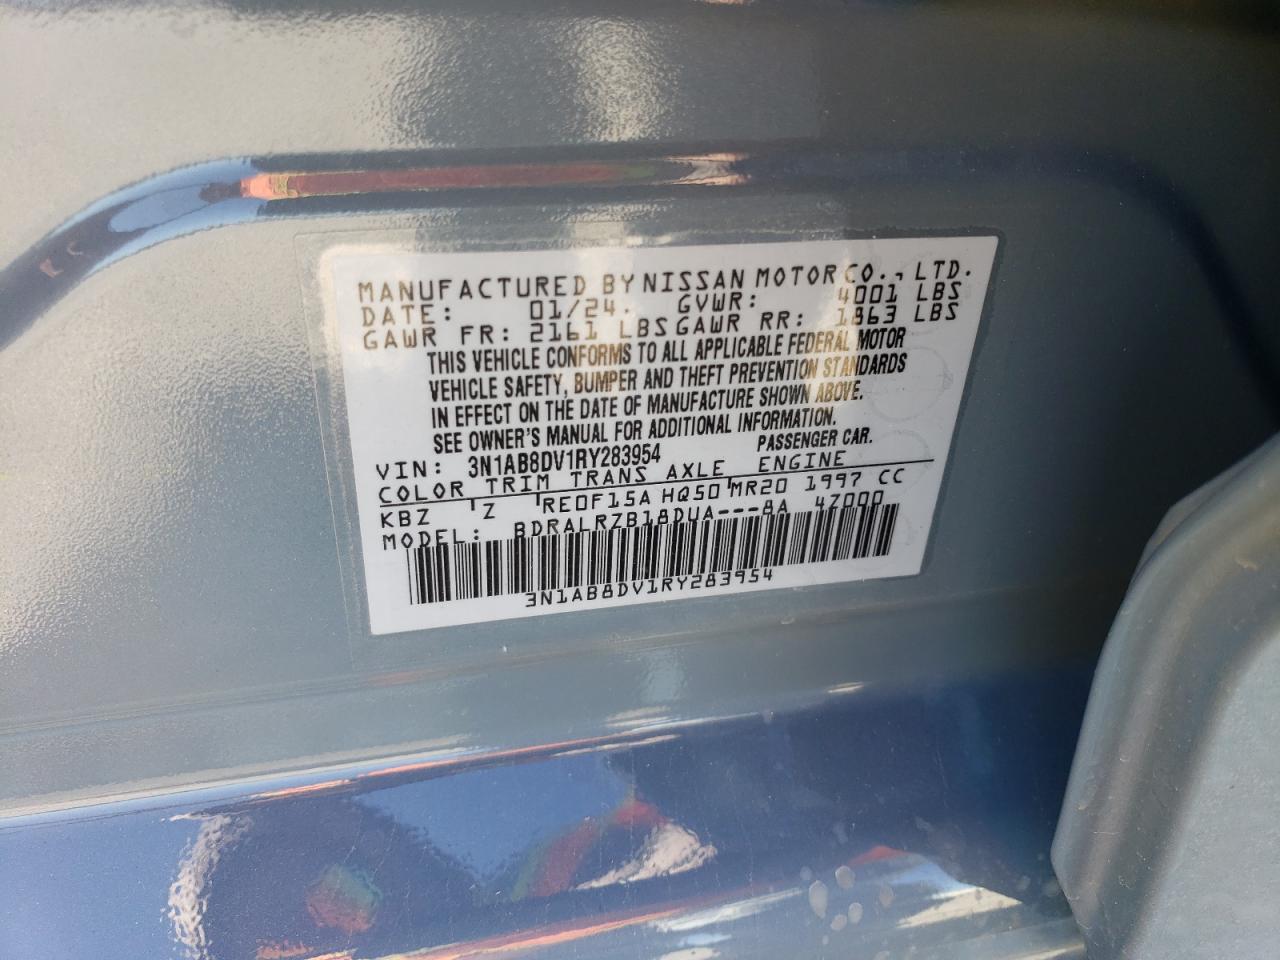 MANUFACTURED BY NISSAN MOTOR CO., LTD.
DATE: 01/24. GVWR: 4001 LBS
GAWR FR: 2161 LBS GAWR RR: 1863 LBS
THIS VEHICLE CONFORMS TO ALL APPLICABLE FEDERAL MOTOR
VEHICLE SAFETY, BUMPER AND THEFT PREVENTION STANDARDS
IN EFFECT ON THE DATE OF MANUFACTURE SHOWN ABOVE.
SEE OWNER'S MANUAL FOR ADDITIONAL INFORMATION.
VIN: 3N1AB8DV1RY283954 PASSENGER CAR.
COLOR TRIM TRANS AXLE ENGINE
KBZ Z RE0F15A HQ50 MR20 1997 CC
MODEL: BDRALRZB18DUA---8A 4Z000
3N1AB8DV1RY283954